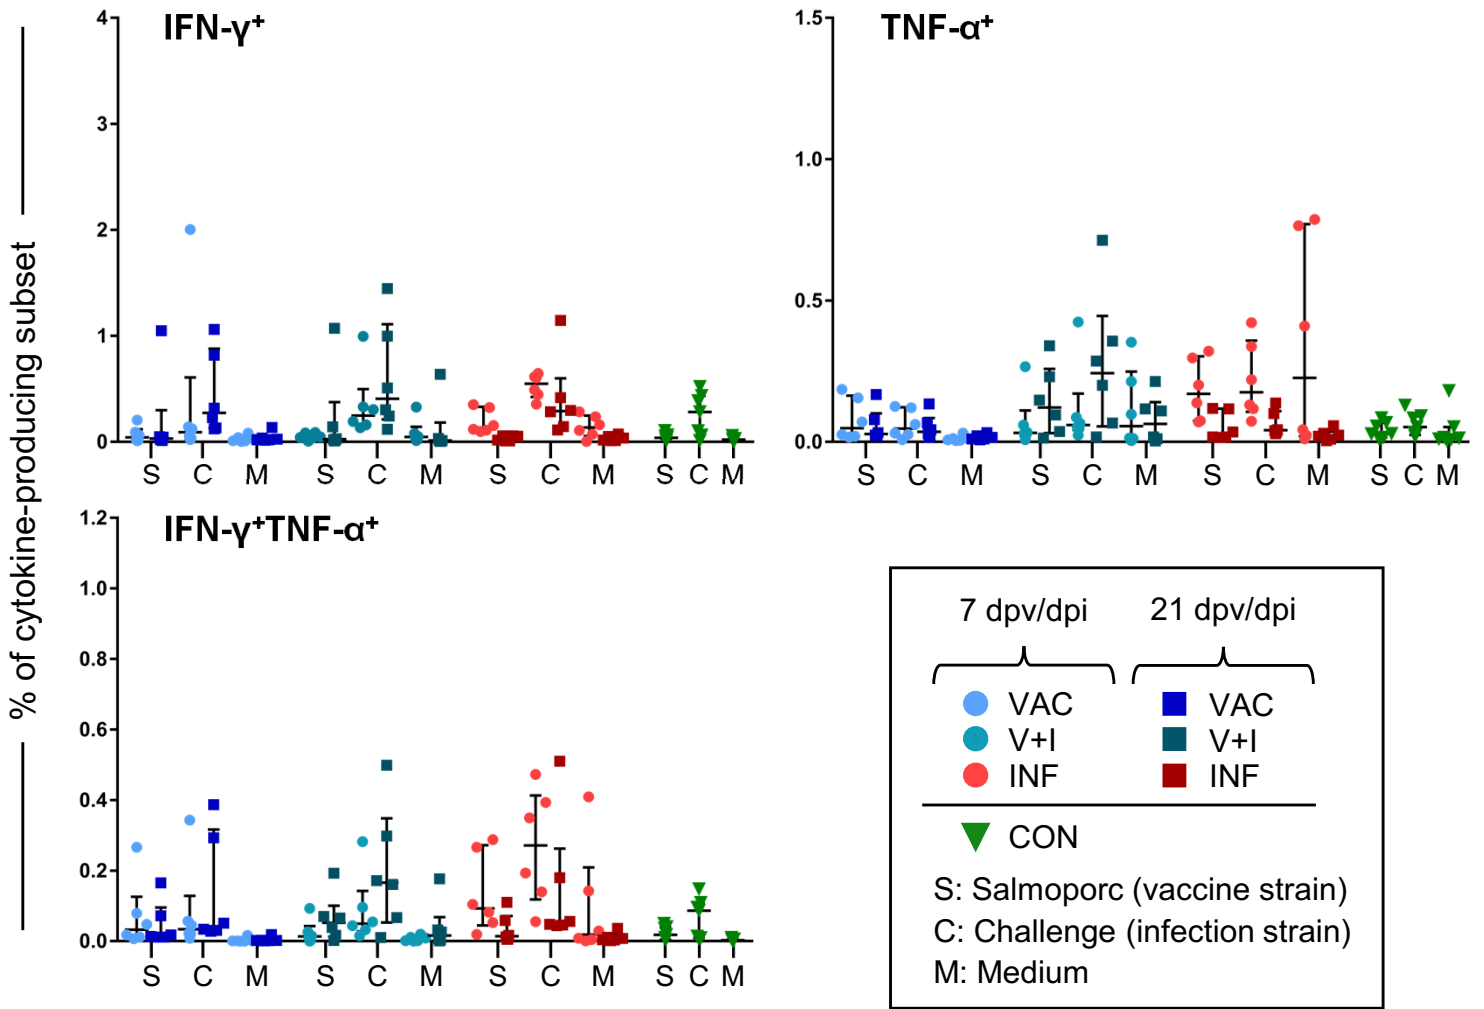 % of cytokine-producing subset
IFN-γ⁺
4
3
2
1
0
S C M S C M S C M S C M
TNF-α⁺
1.5
1.0
0.5
0.0
S C M S C M S C M S C M
IFN-γ⁺TNF-α⁺
1.2
1.0
0.8
0.6
0.4
0.2
0.0
S C M S C M S C M S C M
7 dpv/dpi 21 dpv/dpi
VAC VAC
V+I V+I
INF INF
CON
S: Salmoporc (vaccine strain)
C: Challenge (infection strain)
M: Medium